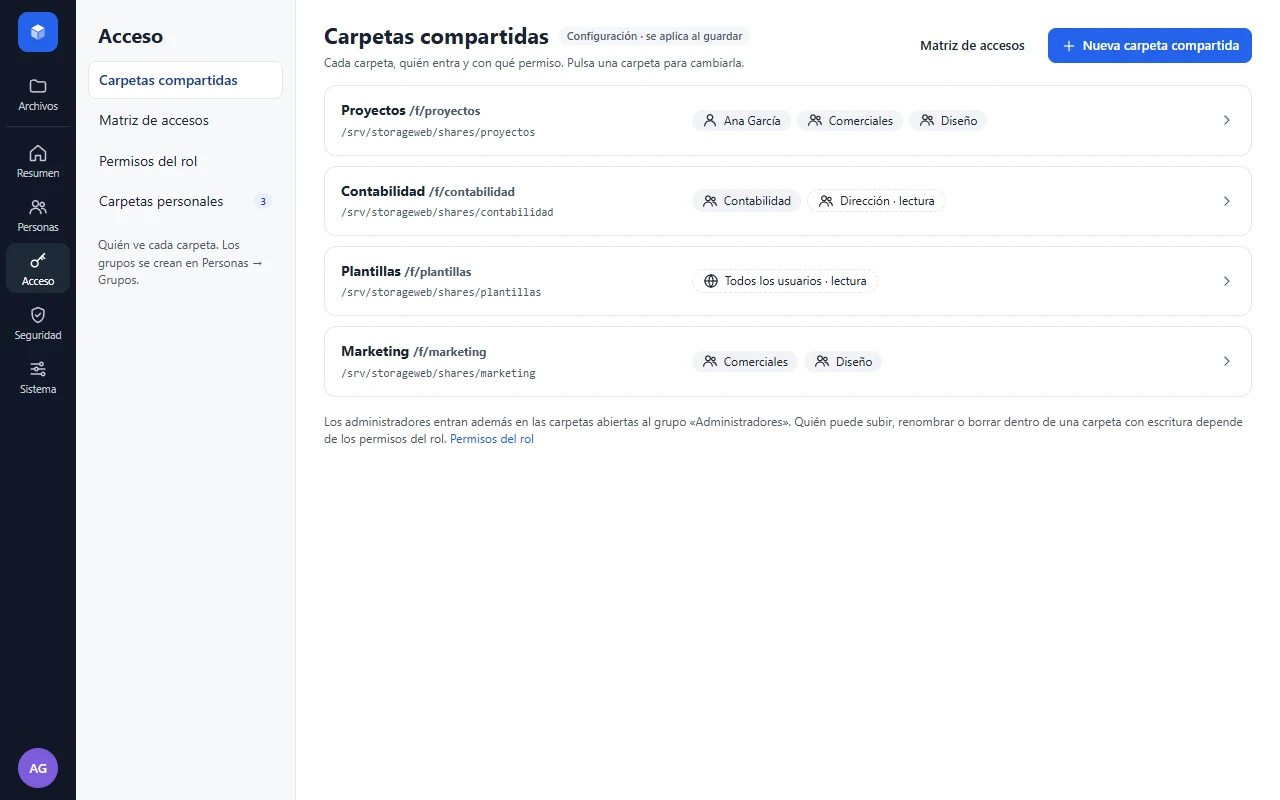 Archivos
Resumen
Personas
Acceso
Seguridad
Sistema
AG
Acceso
Carpetas compartidas
Matriz de accesos
Permisos del rol
Carpetas personales 3
Quién ve cada carpeta. Los
grupos se crean en Personas →
Grupos.
Carpetas compartidas Configuración · se aplica al guardar
Cada carpeta, quién entra y con qué permiso. Pulsa una carpeta para cambiarla.
Matriz de accesos
Nueva carpeta compartida
Proyectos /f/proyectos
/srv/storageweb/shares/proyectos
Ana García Comerciales Diseño
Contabilidad /f/contabilidad
/srv/storageweb/shares/contabilidad
Contabilidad Dirección · lectura
Plantillas /f/plantillas
/srv/storageweb/shares/plantillas
Todos los usuarios · lectura
Marketing /f/marketing
/srv/storageweb/shares/marketing
Comerciales Diseño
Los administradores entran además en las carpetas abiertas al grupo «Administradores». Quién puede subir, renombrar o borrar dentro de una carpeta con escritura depende
de los permisos del rol. Permisos del rol